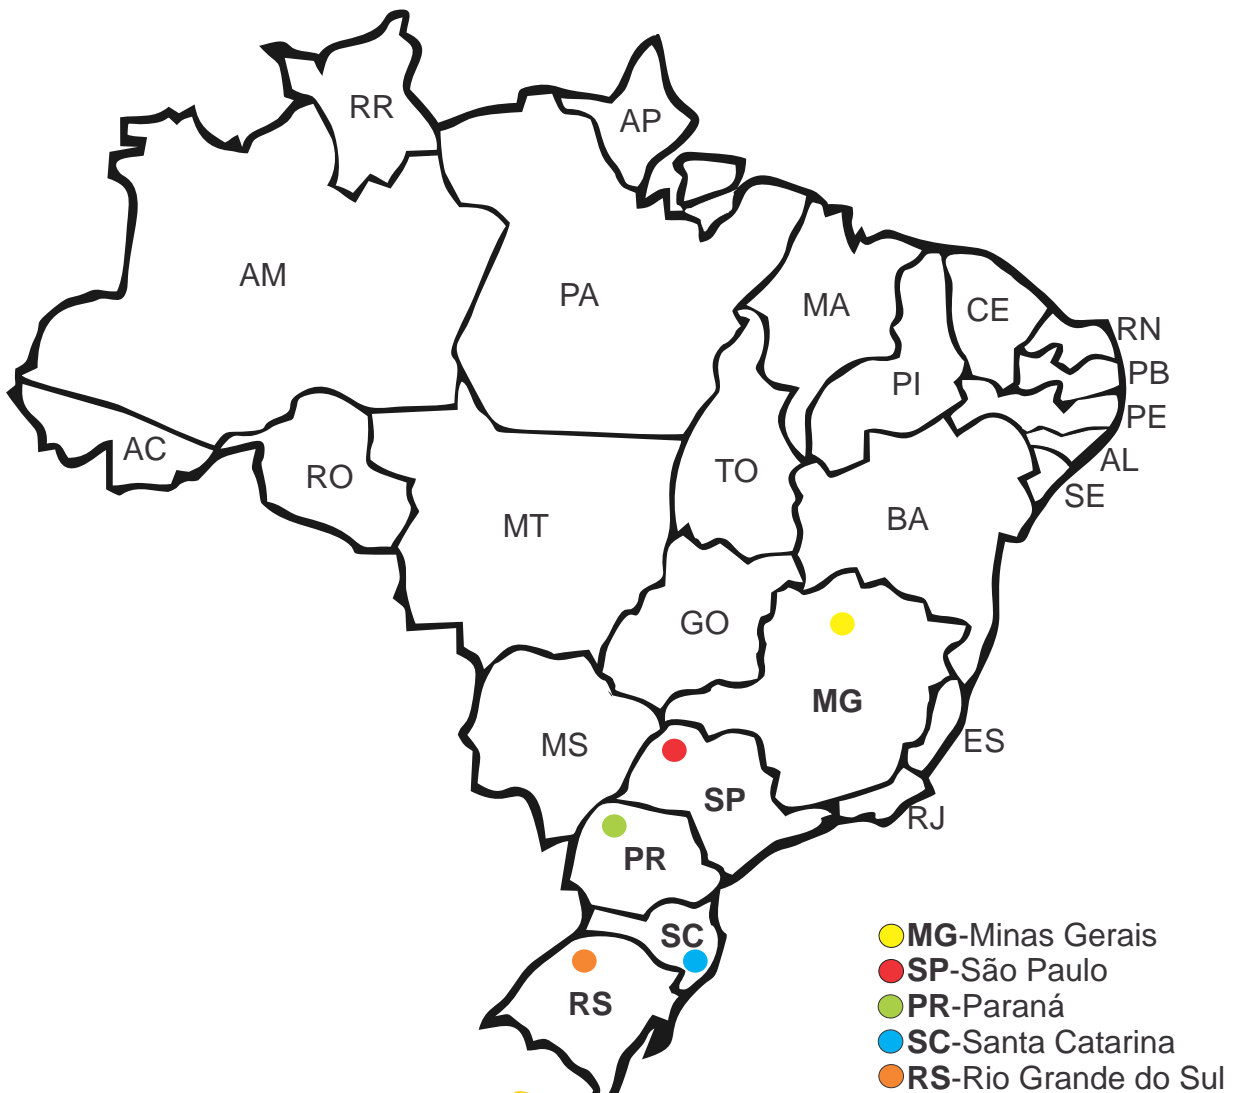 RR
AP
AM
PA
MA
CE
RN
PI
PB
PE
AC
AL
RO
TO
SE
MT
BA
GO
MG
MS
ES
SP
RJ
PR
SC
RS
MG-Minas Gerais
SP-São Paulo
PR-Paraná
SC-Santa Catarina
RS-Rio Grande do Sul